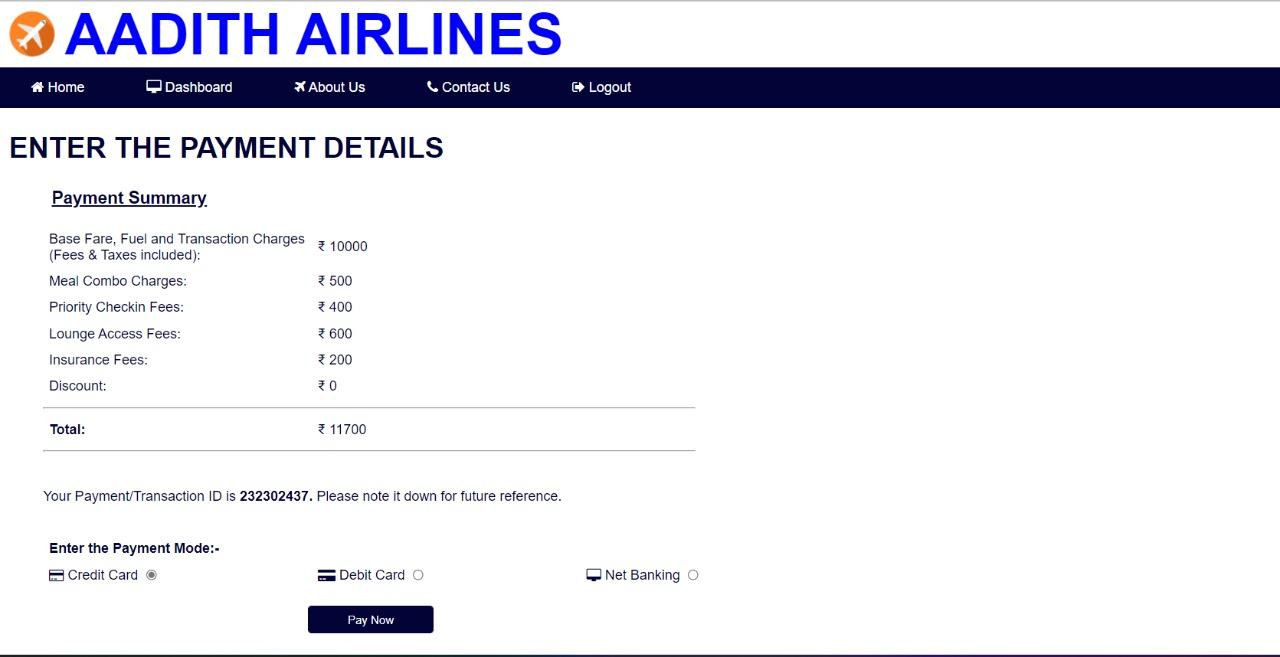 AADITH AIRLINES
Home Dashboard About Us Contact Us Logout
ENTER THE PAYMENT DETAILS
Payment Summary
Base Fare, Fuel and Transaction Charges
(Fees & Taxes included): ₹ 10000
Meal Combo Charges: ₹ 500
Priority Checkin Fees: ₹ 400
Lounge Access Fees: ₹ 600
Insurance Fees: ₹ 200
Discount: ₹ 0
Total: ₹ 11700
Your Payment/Transaction ID is 232302437. Please note it down for future reference.
Enter the Payment Mode:-
Credit Card Debit Card Net Banking
Pay Now